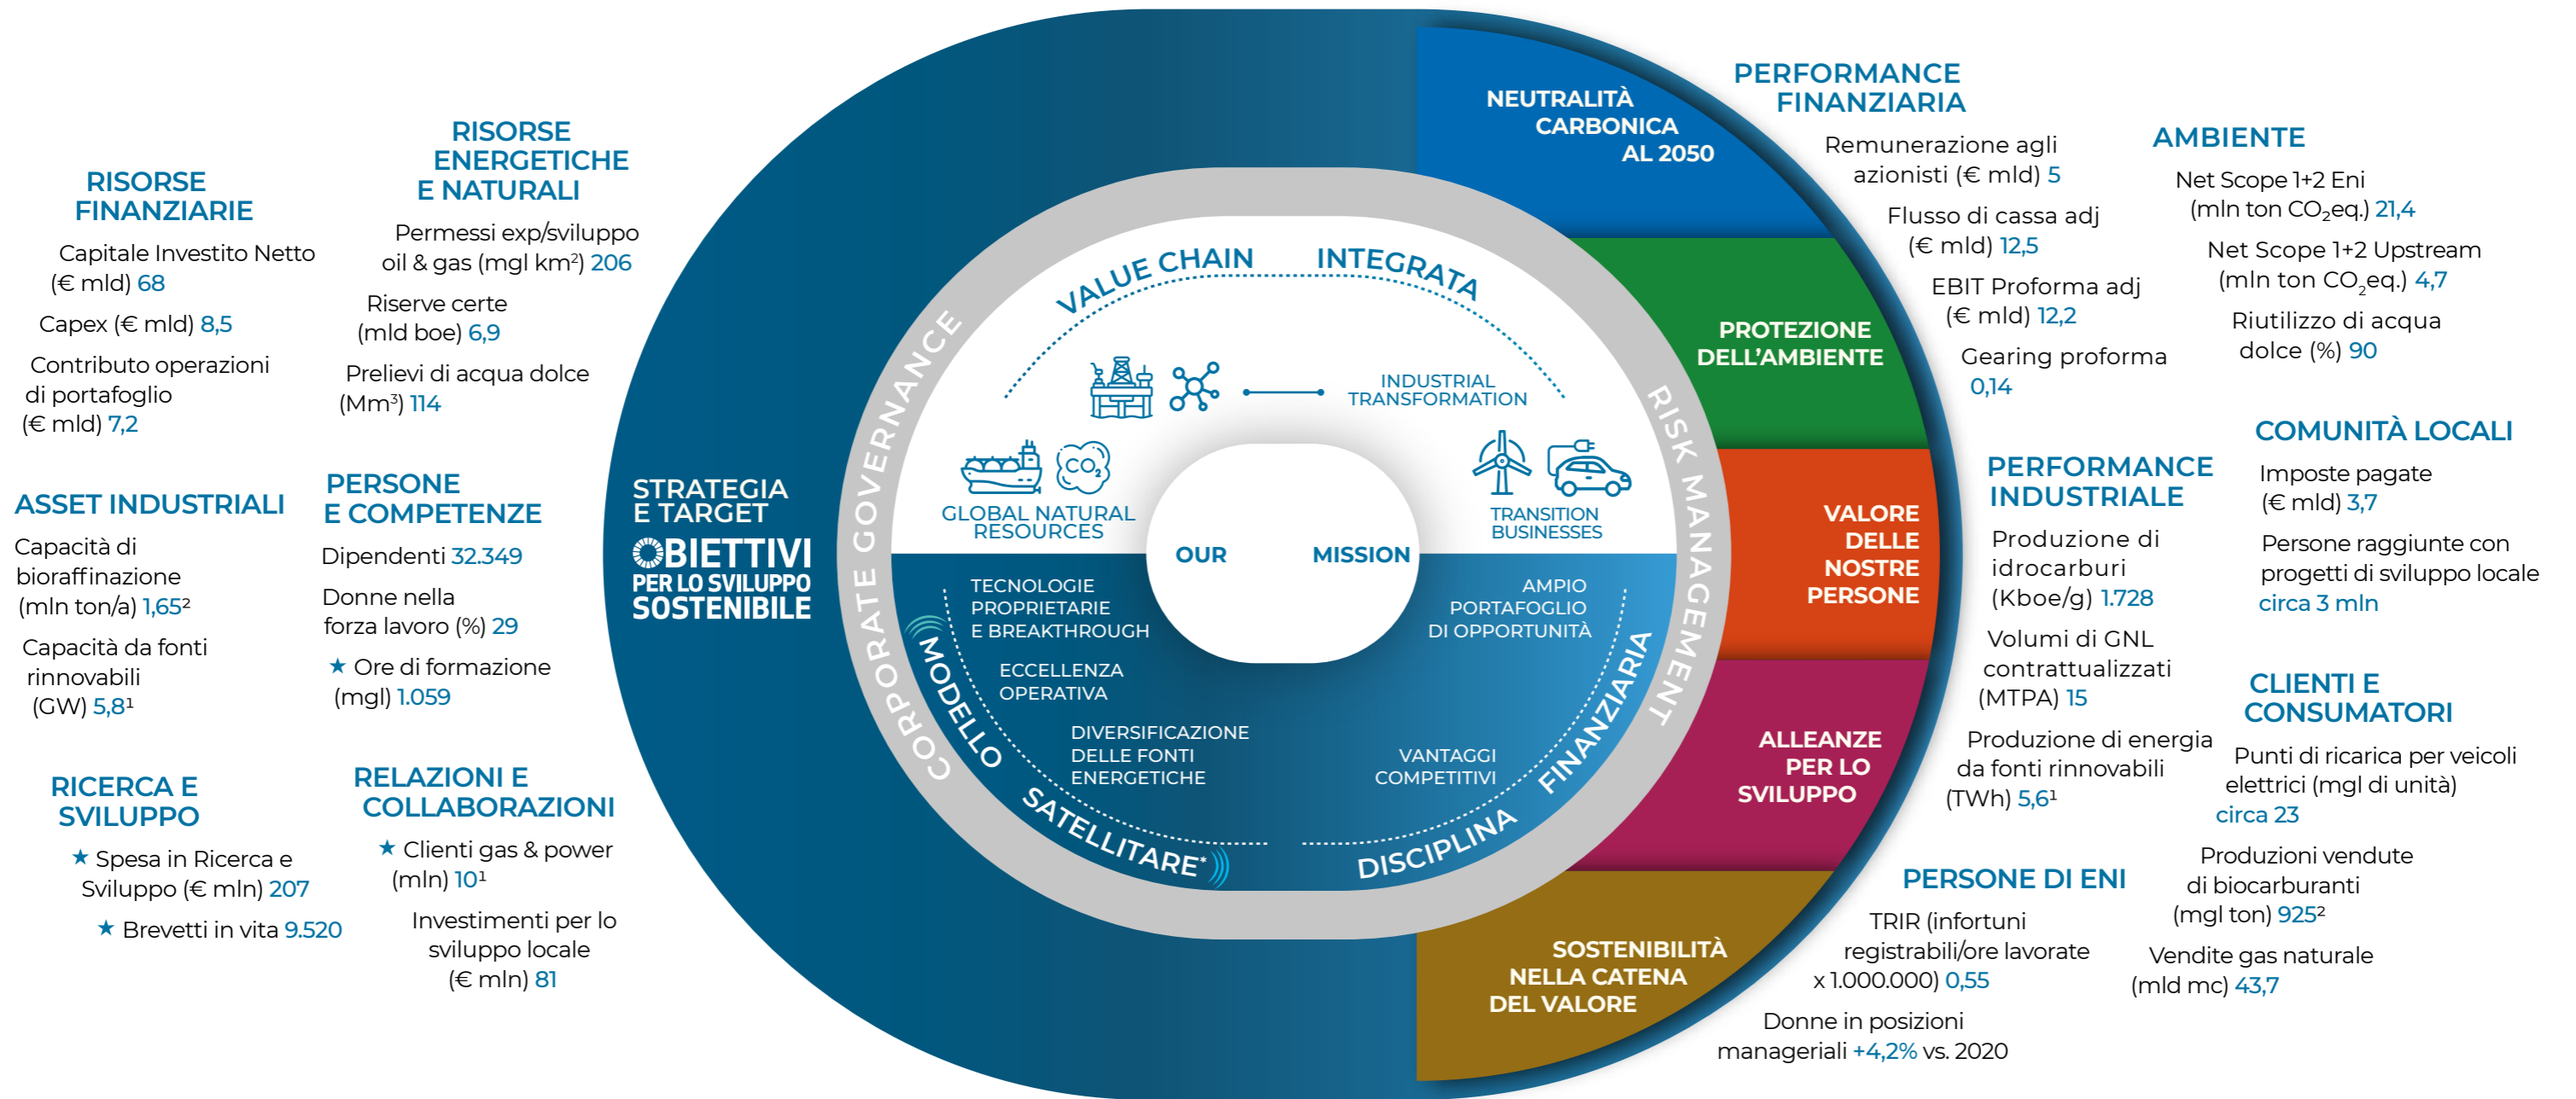 RISORSE
FINANZIARIE
Capitale Investito Netto
(€ mld) 68
Capex (€ mld) 8,5
Contributo operazioni
di portafoglio
(€ mld) 7,2
RISORSE
ENERGETICHE
E NATURALI
Permessi exp/sviluppo
oil & gas (mgl km²) 206
Riserve certe
(mld boe) 6,9
Prelievi di acqua dolce
(Mm³) 114
ASSET INDUSTRIALI
Capacità di
bioraffinazione
(mln ton/a) 1,65²
Capacità da fonti
rinnovabili
(GW) 5,8¹
PERSONE
E COMPETENZE
Dipendenti 32.349
Donne nella
forza lavoro (%) 29
★ Ore di formazione
(mgl) 1.059
RICERCA E
SVILUPPO
★ Spesa in Ricerca e
Sviluppo (€ mln) 207
★ Brevetti in vita 9.520
RELAZIONI E
COLLABORAZIONI
★ Clienti gas & power
(mln) 10¹
Investimenti per lo
sviluppo locale
(€ mln) 81
STRATEGIA
E TARGET
OBIETTIVI
PER LO SVILUPPO
SOSTENIBILE
CORPORATE GOVERNANCE
RISK MANAGEMENT
VALUE CHAIN INTEGRATA
INDUSTRIAL
TRANSFORMATION
CO₂
GLOBAL NATURAL
RESOURCES
TRANSITION
BUSINESSES
OUR MISSION
TECNOLOGIE
PROPRIETARIE
E BREAKTHROUGH
ECCELLENZA
OPERATIVA
DIVERSIFICAZIONE
DELLE FONTI
ENERGETICHE
AMPIO
PORTAFOGLIO
DI OPPORTUNITÀ
VANTAGGI
COMPETITIVI
MODELLO SATELLITARE*
DISCIPLINA FINANZIARIA
NEUTRALITÀ
CARBONICA
AL 2050
PROTEZIONE
DELL'AMBIENTE
VALORE
DELLE
NOSTRE
PERSONE
ALLEANZE
PER LO
SVILUPPO
SOSTENIBILITÀ
NELLA CATENA
DEL VALORE
PERFORMANCE
FINANZIARIA
Remunerazione agli
azionisti (€ mld) 5
Flusso di cassa adj
(€ mld) 12,5
EBIT Proforma adj
(€ mld) 12,2
Gearing proforma
0,14
AMBIENTE
Net Scope 1+2 Eni
(mln ton CO₂eq.) 21,4
Net Scope 1+2 Upstream
(mln ton CO₂eq.) 4,7
Riutilizzo di acqua
dolce (%) 90
PERFORMANCE
INDUSTRIALE
Produzione di
idrocarburi
(Kboe/g) 1.728
Volumi di GNL
contrattualizzati
(MTPA) 15
Produzione di energia
da fonti rinnovabili
(TWh) 5,6¹
COMUNITÀ LOCALI
Imposte pagate
(€ mld) 3,7
Persone raggiunte con
progetti di sviluppo locale
circa 3 mln
CLIENTI E
CONSUMATORI
Punti di ricarica per veicoli
elettrici (mgl di unità)
circa 23
Produzioni vendute
di biocarburanti
(mgl ton) 925²
Vendite gas naturale
(mld mc) 43,7
PERSONE DI ENI
TRIR (infortuni
registrabili/ore lavorate
x 1.000.000) 0,55
Donne in posizioni
manageriali +4,2% vs. 2020